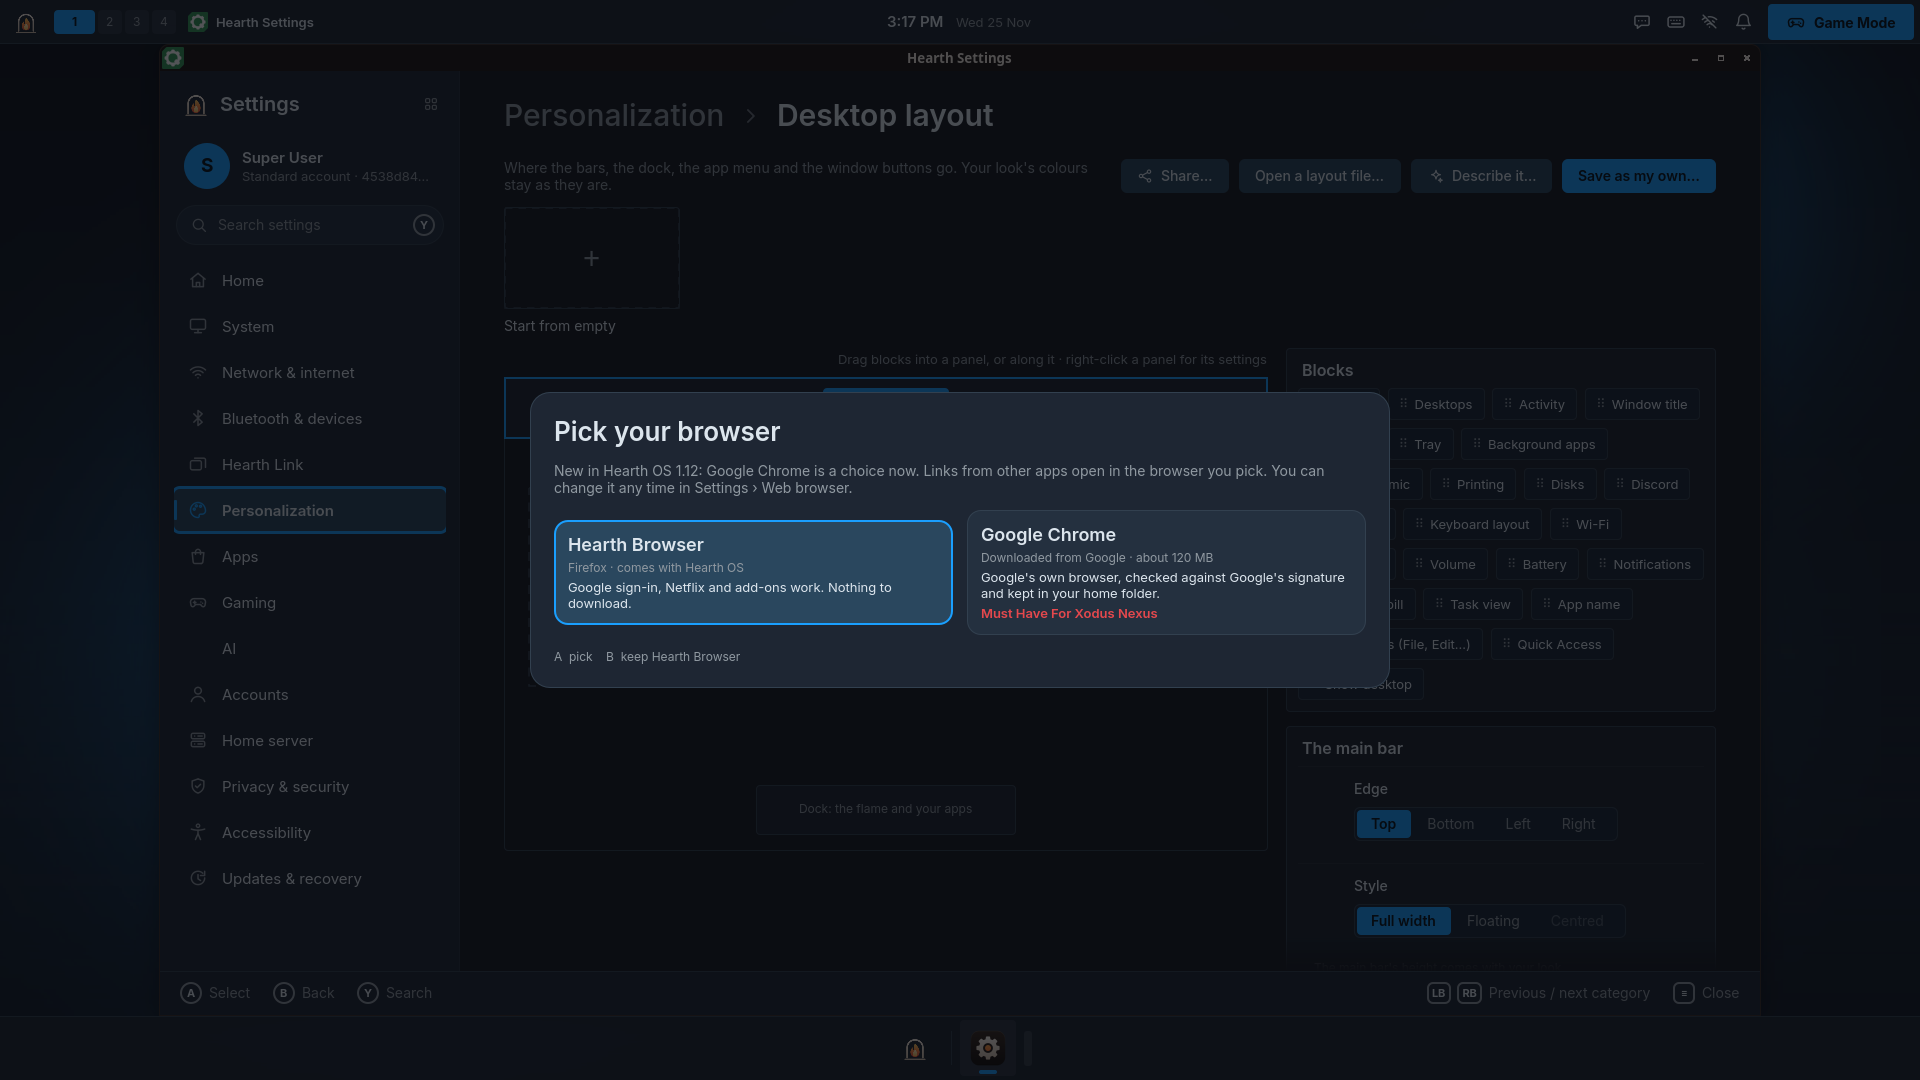 1 2 3 4 Hearth Settings 3:17 PM Wed 25 Nov Game Mode
Hearth Settings
Settings
S
Super User
Standard account · 4538d84...
Search settings Y
Home
System
Network & internet
Bluetooth & devices
Hearth Link
Personalization
Apps
Gaming
AI
Accounts
Home server
Privacy & security
Accessibility
Updates & recovery
Personalization > Desktop layout
Where the bars, the dock, the app menu and the window buttons go. Your look's colours
stay as they are.
Share... Open a layout file... Describe it... Save as my own...
+
Start from empty
Drag blocks into a panel, or along it · right-click a panel for its settings
Pick your browser
New in Hearth OS 1.12: Google Chrome is a choice now. Links from other apps open in the browser you pick. You can
change it any time in Settings › Web browser.
Hearth Browser
Firefox · comes with Hearth OS
Google sign-in, Netflix and add-ons work. Nothing to
download.
Google Chrome
Downloaded from Google · about 120 MB
Google's own browser, checked against Google's signature
and kept in your home folder.
Must Have For Xodus Nexus
A pick B keep Hearth Browser
Dock: the flame and your apps
Blocks
Desktops Activity Window title
Tray Background apps
Printing Disks Discord
Keyboard layout Wi-Fi
Volume Battery Notifications
Task view App name
(File, Edit...) Quick Access
desktop
The main bar
Edge
Top Bottom Left Right
Style
Full width Floating Centred
A Select B Back Y Search
LB RB Previous / next category ≡ Close